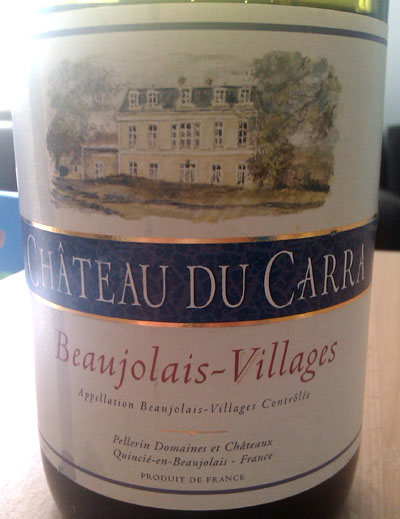 CHÂTEAU DU CARRA
Beaujolais-Villages
Appellation Beaujolais-Villages Contrôlée
Pellerin Domaines et Châteaux
Quincié-en-Beaujolais - France
PRODUIT DE FRANCE